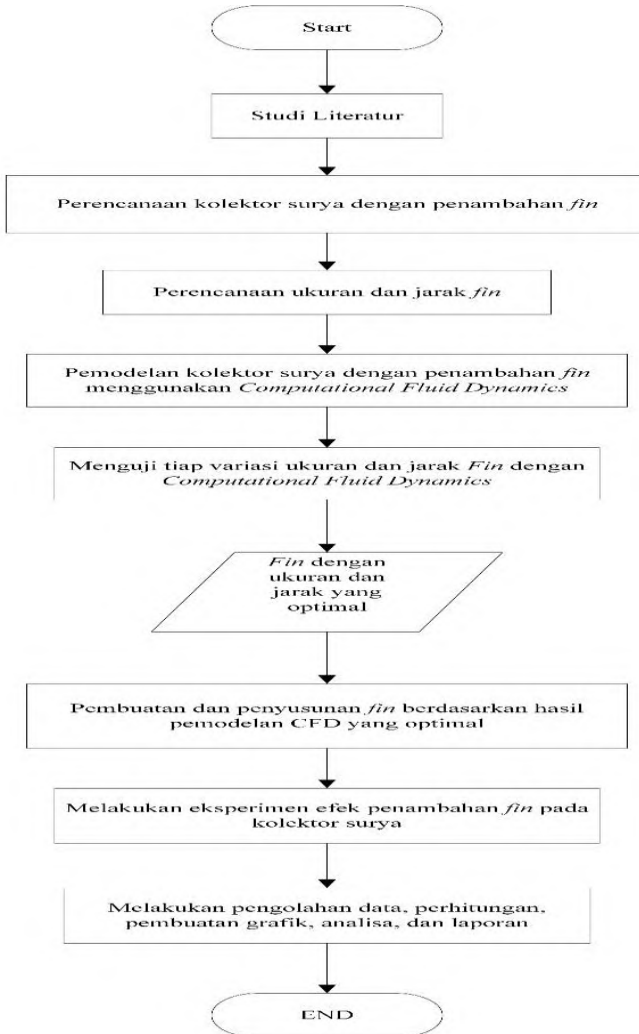 Start
Studi Literatur
Perencanaan kolektor surya dengan penambahan fin
Perencanaan ukuran dan jarak fin
Pemodelan kolektor surya dengan penambahan fin
menggunakan Computational Fluid Dynamics
Menguji tiap variasi ukuran dan jarak Fin dengan
Computational Fluid Dynamics
Fin dengan
ukuran dan
jarak yang
optimal
Pembuatan dan penyusunan fin berdasarkan hasil
pemodelan CFD yang optimal
Melakukan eksperimen efek penambahan fin pada
kolektor surya
Melakukan pengolahan data, perhitungan,
pembuatan grafik, analisa, dan laporan
END